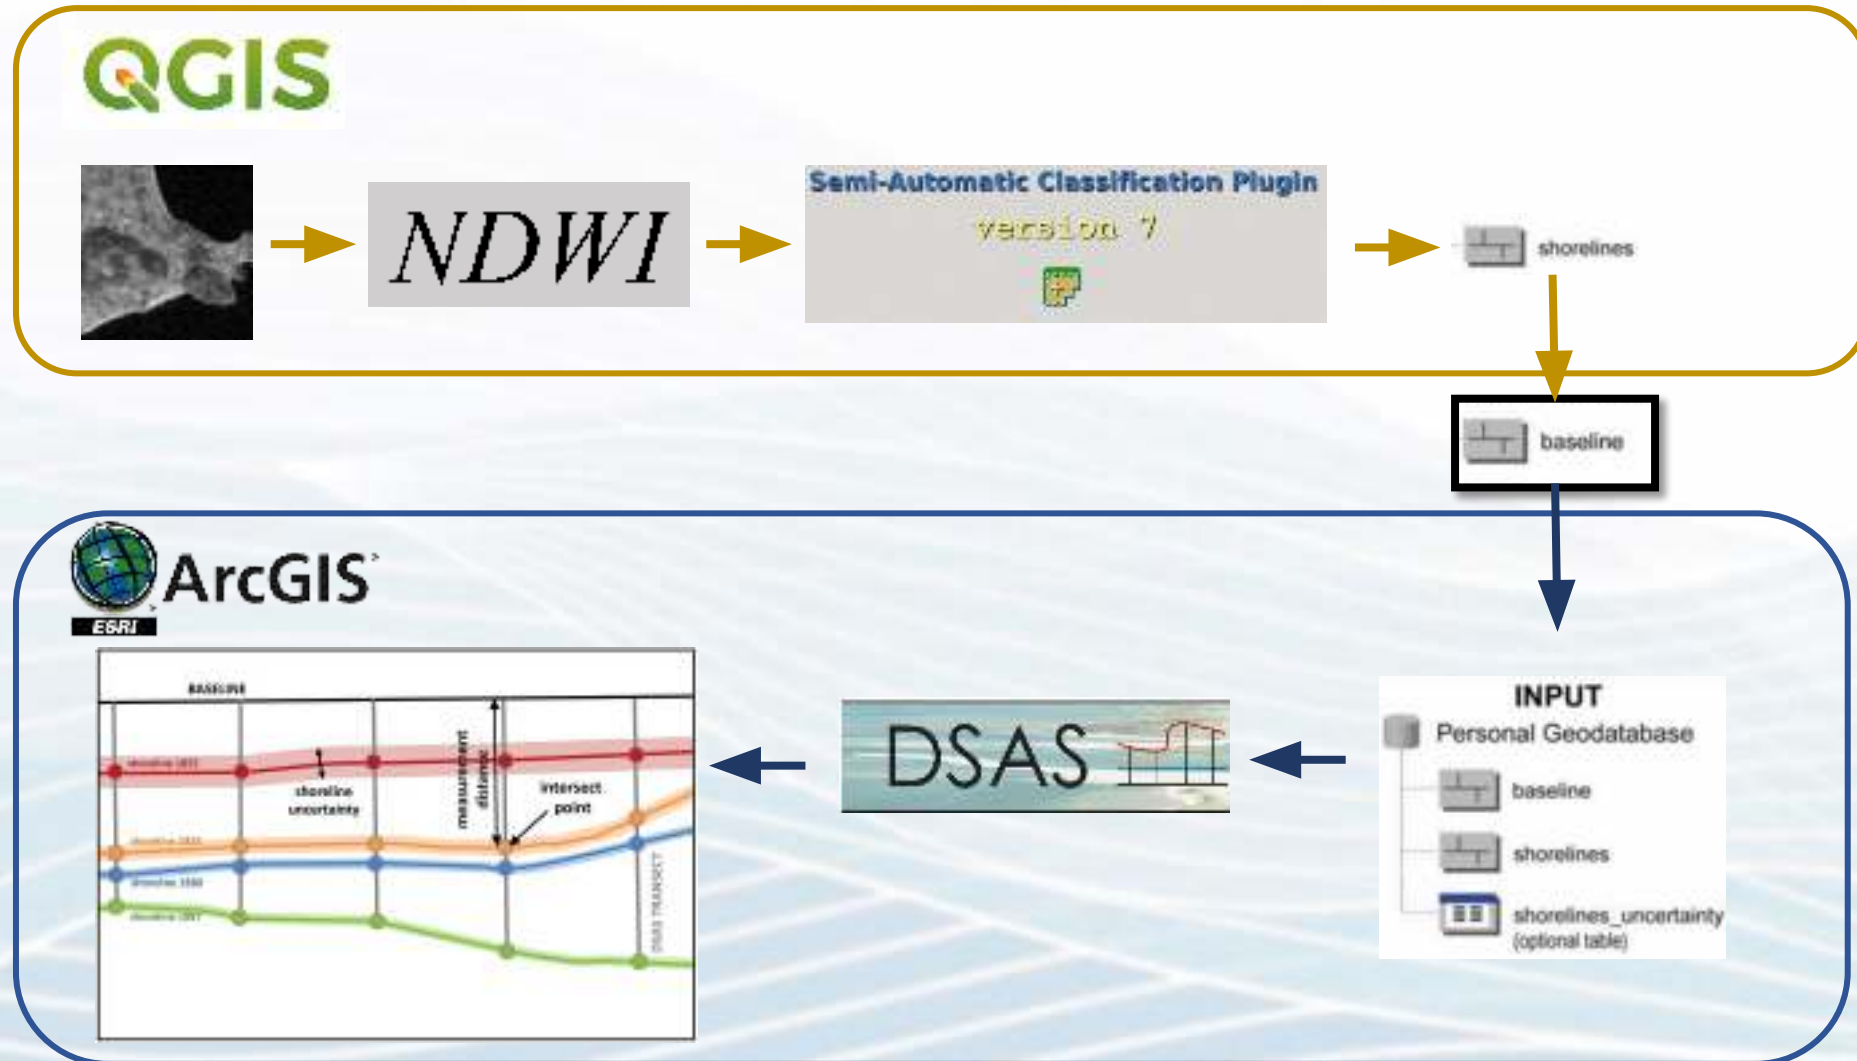 QGIS
NDWI
Semi-Automatic Classification Plugin
version 7
shorelines
baseline
ArcGIS
ESRI
BASELINE
shoreline
uncertainty
measurement
distance
intersect
point
DSAS TRANSECT
DSAS
INPUT
Personal Geodatabase
baseline
shorelines
shorelines_uncertainty
(optional table)